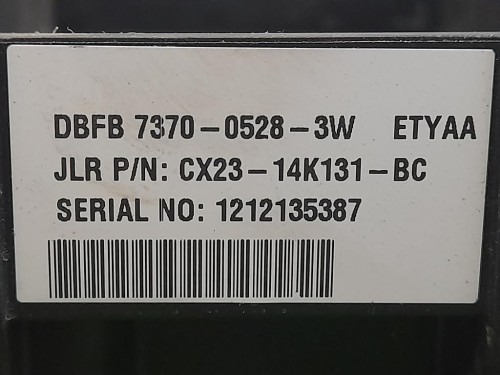 DBFB 7370-0528-3W ETYAA
JLR P/N: CX23-14K131-BC
SERIAL NO: 1212135387